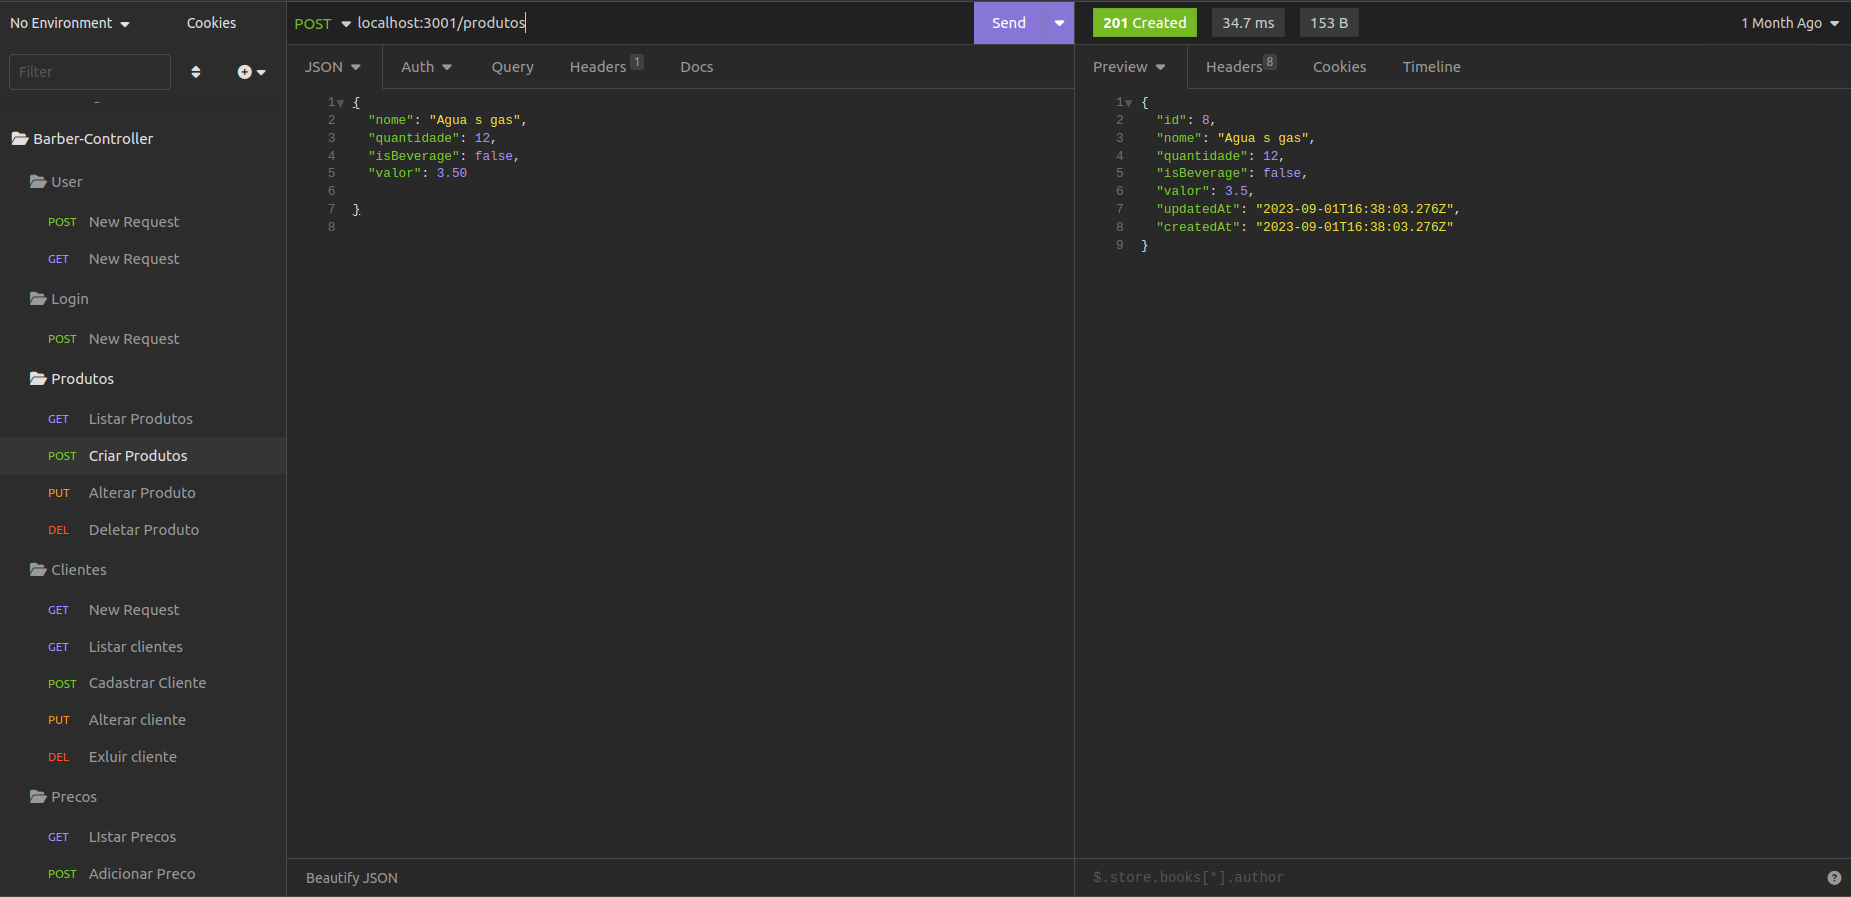 No Environment
Cookies
Filter
Barber-Controller
User
POST New Request
GET New Request
Login
POST New Request
Produtos
GET Listar Produtos
POST Criar Produtos
PUT Alterar Produto
DEL Deletar Produto
Clientes
GET New Request
GET Listar clientes
POST Cadastrar Cliente
PUT Alterar cliente
DEL Exluir cliente
Precos
GET LIstar Precos
POST Adicionar Preco
POST localhost:3001/produtos Send
JSON Auth Query Headers 1 Docs
1 {
2 "nome": "Agua s gas",
3 "quantidade": 12,
4 "isBeverage": false,
5 "valor": 3.50
6
7 }
8
Beautify JSON
201 Created 34.7 ms 153 B 1 Month Ago
Preview Headers 8 Cookies Timeline
1 {
2 "id": 8,
3 "nome": "Agua s gas",
4 "quantidade": 12,
5 "isBeverage": false,
6 "valor": 3.5,
7 "updatedAt": "2023-09-01T16:38:03.276Z",
8 "createdAt": "2023-09-01T16:38:03.276Z"
9 }
$.store.books[*].author
?